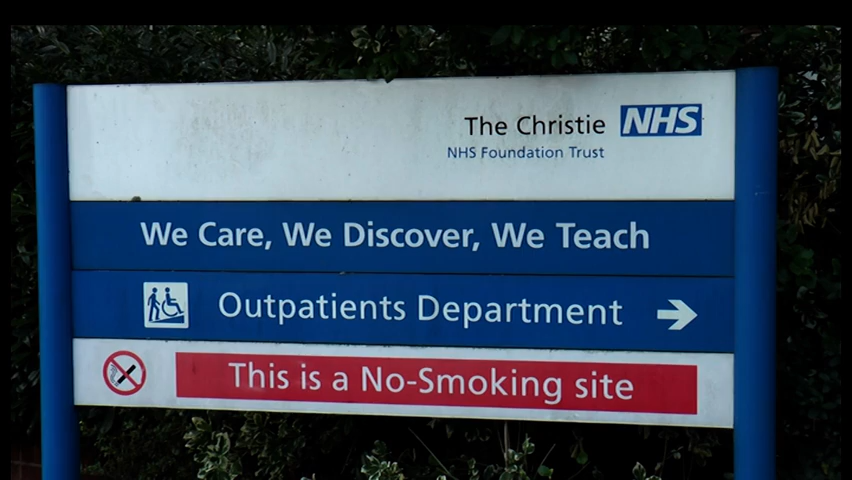 The Christie NHS
NHS Foundation Trust
We Care, We Discover, We Teach
Outpatients Department
This is a No-Smoking site